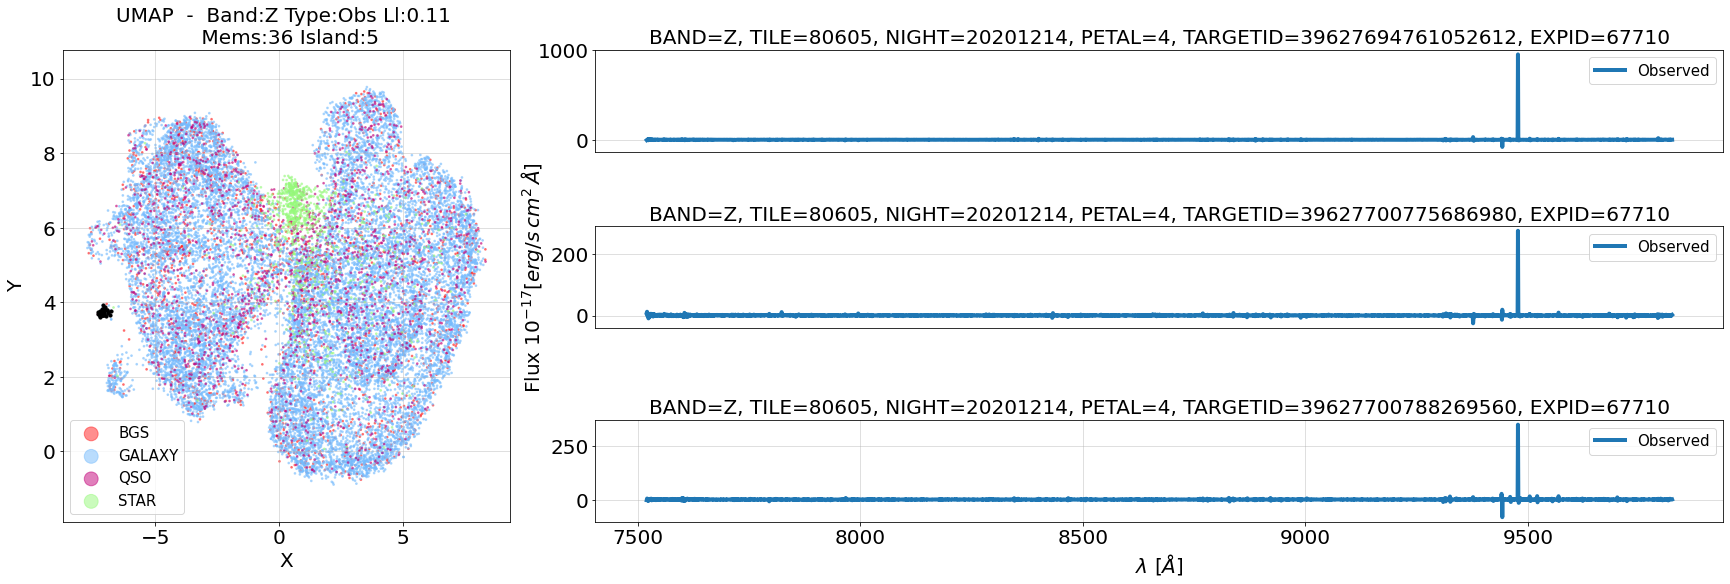 UMAP  -  Band:Z Type:Obs Ll:0.11
Mems:36 Island:5
10
8
6
4
2
0
Y
−5
0
5
X
BGS
GALAXY
QSO
STAR
BAND=Z, TILE=80605, NIGHT=20201214, PETAL=4, TARGETID=39627694761052612, EXPID=67710
1000
0
Observed
BAND=Z, TILE=80605, NIGHT=20201214, PETAL=4, TARGETID=39627700775686980, EXPID=67710
200
0
Observed
Flux 10⁻¹⁷[erg/s cm² Å]
BAND=Z, TILE=80605, NIGHT=20201214, PETAL=4, TARGETID=39627700788269560, EXPID=67710
250
0
Observed
7500
8000
8500
9000
9500
λ [Å]